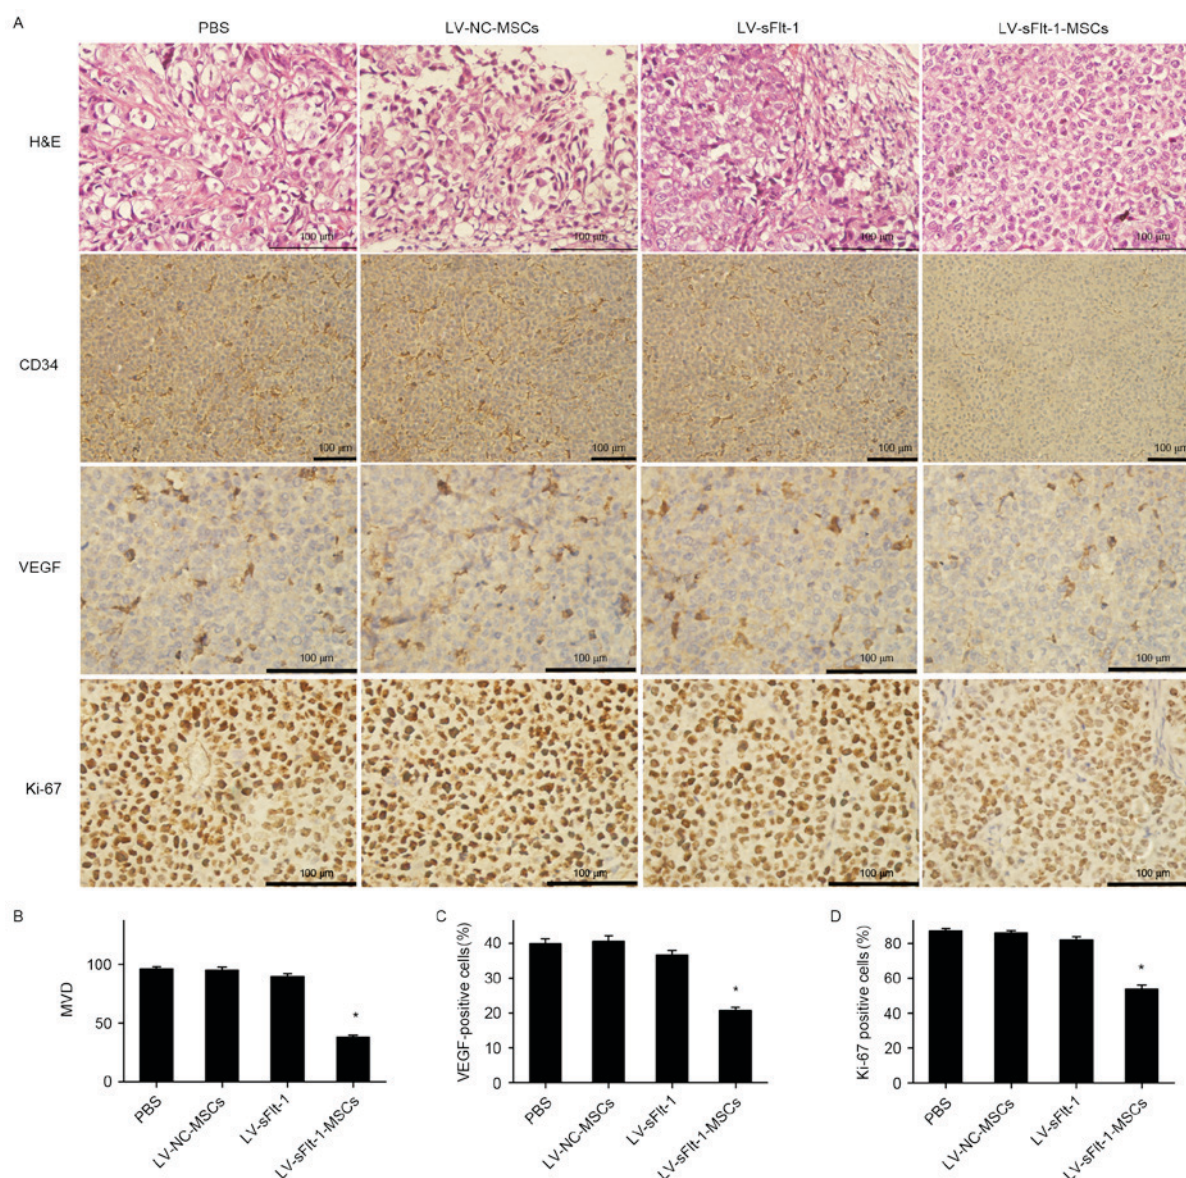 A
PBS
LV-NC-MSCs
LV-sFlt-1
LV-sFlt-1-MSCs
H&E
100 µm
100 µm
100 µm
100 µm
CD34
100 µm
100 µm
100 µm
100 µm
VEGF
100 µm
100 µm
100 µm
100 µm
Ki-67
100 µm
100 µm
100 µm
100 µm
B
MVD
100
50
0
*
PBS
LV-NC-MSCs
LV-sFlt-1
LV-sFlt-1-MSCs
C
VEGF-positive cells (%)
40
30
20
10
0
*
PBS
LV-NC-MSCs
LV-sFlt-1
LV-sFlt-1-MSCs
D
Ki-67 positive cells (%)
80
60
40
20
0
*
PBS
LV-NC-MSCs
LV-sFlt-1
LV-sFlt-1-MSCs